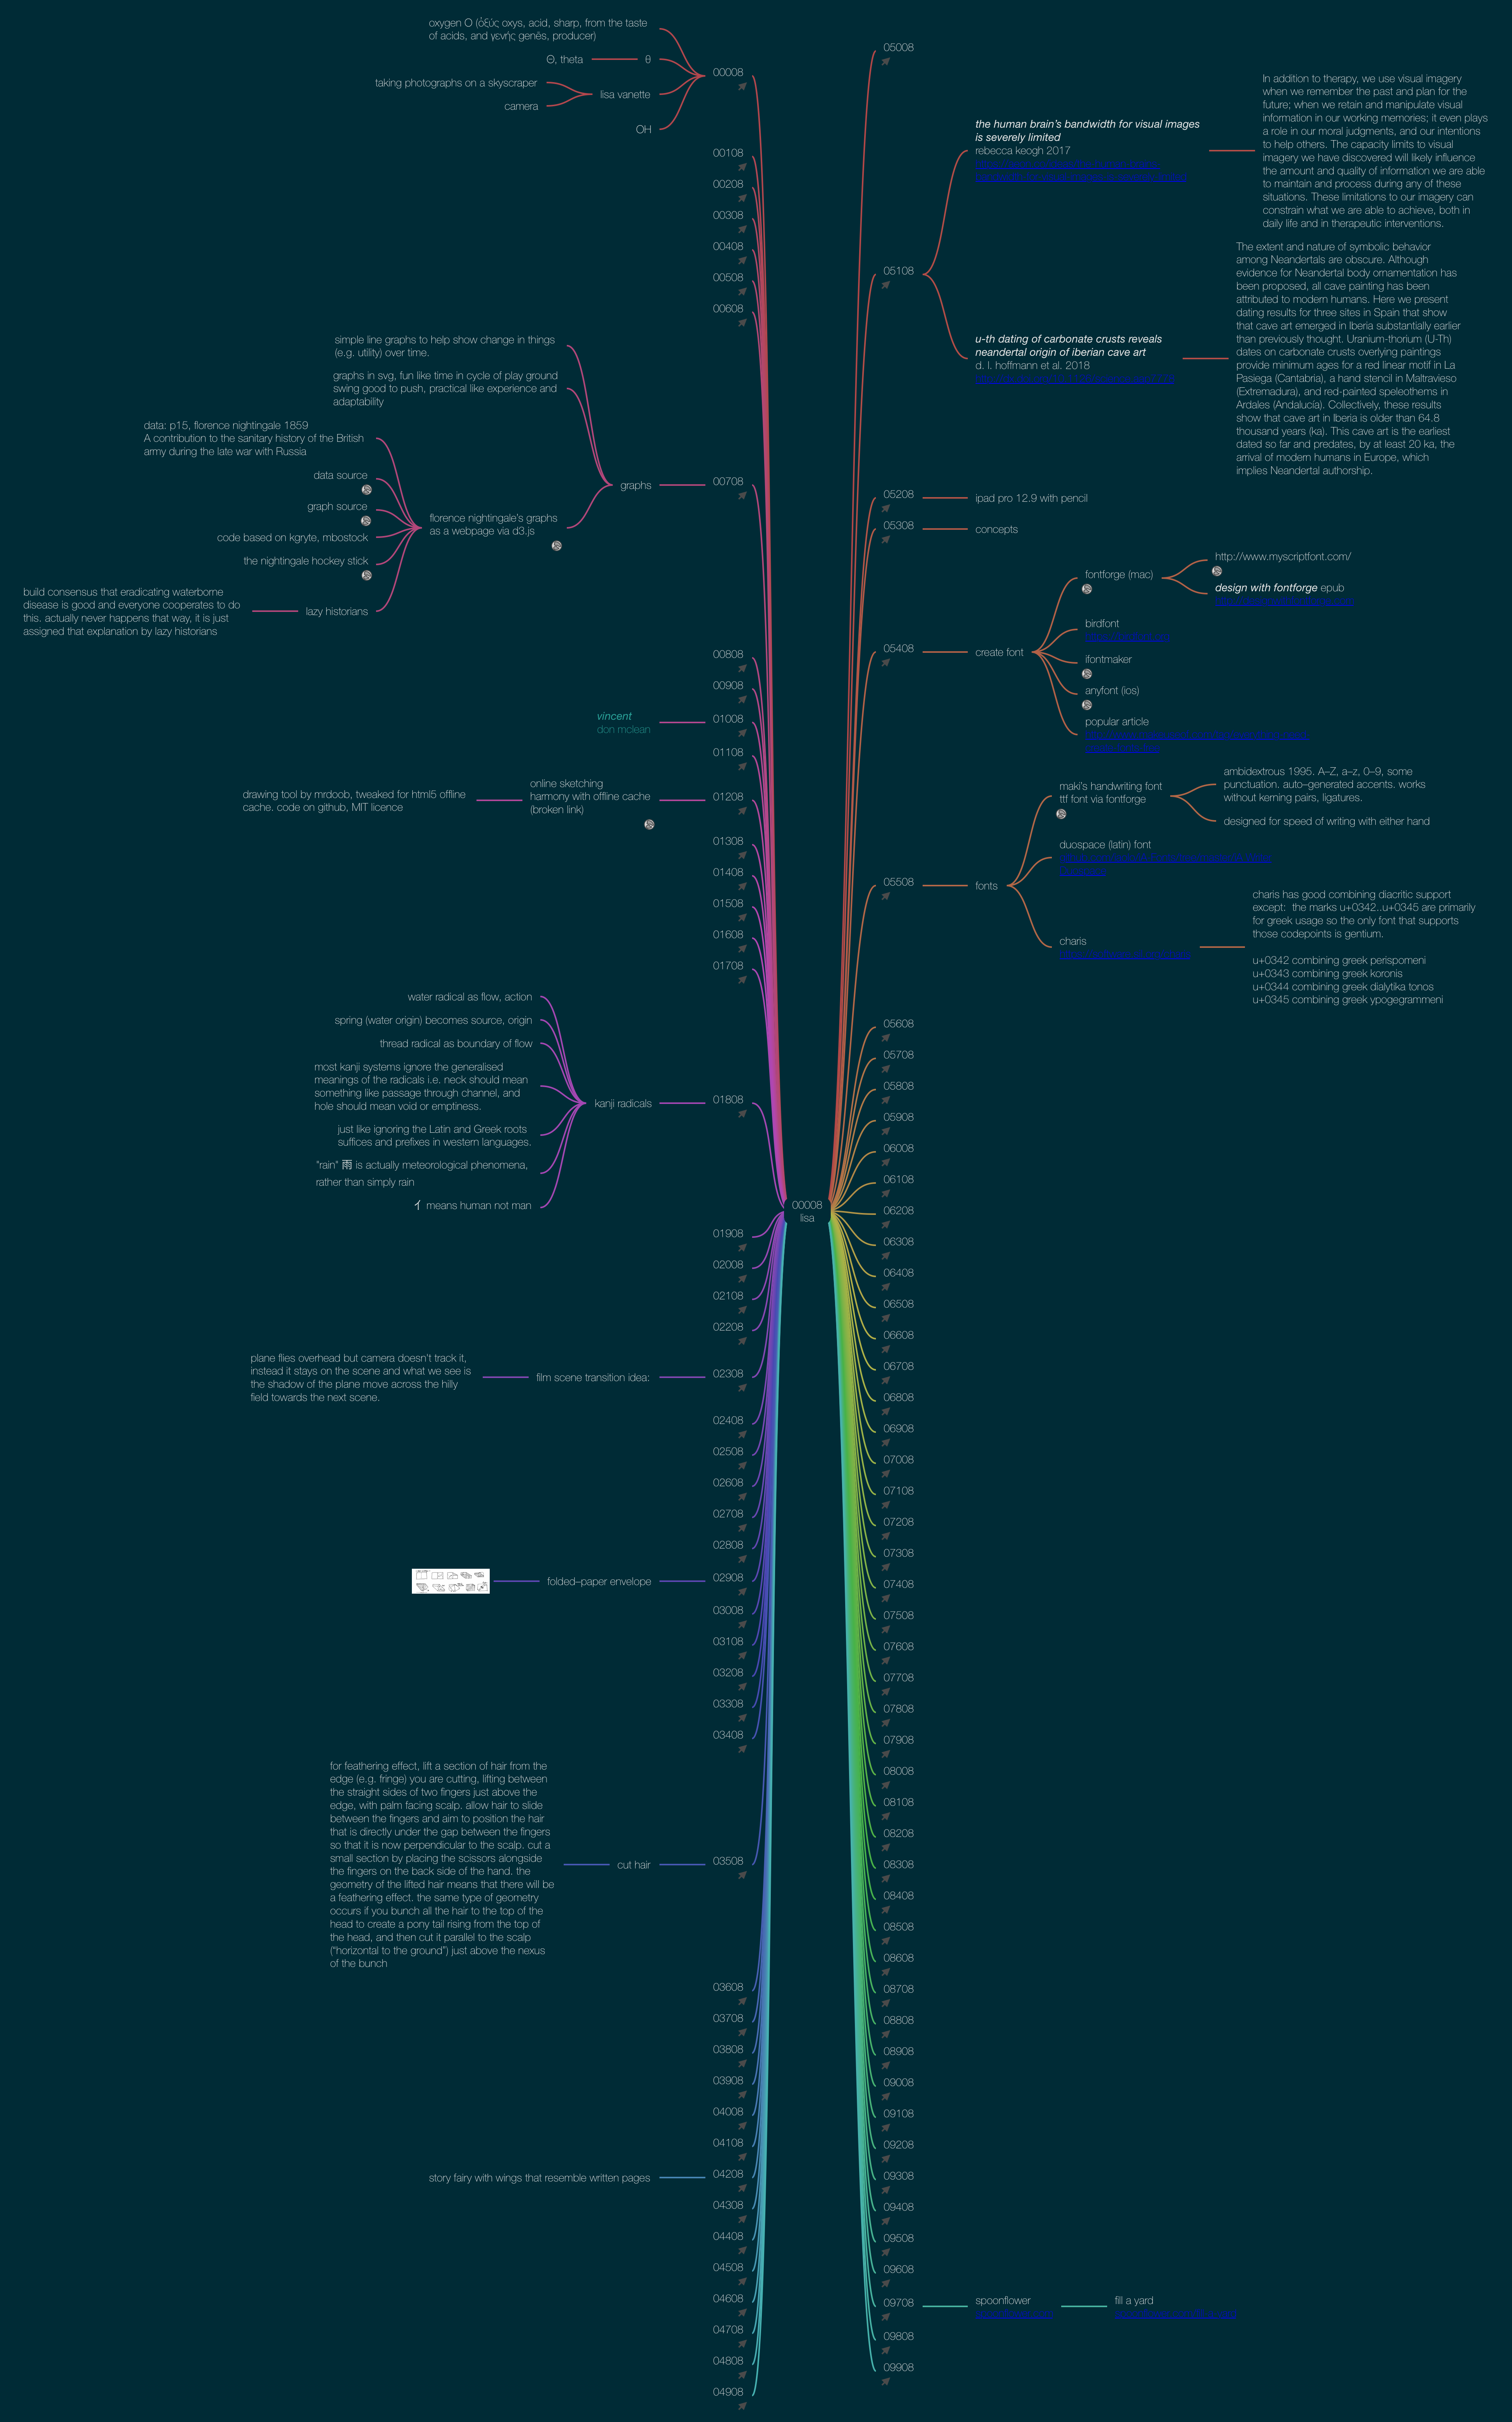 oxygen O (ὀξύς oxys, acid, sharp, from the taste
of acids, and γενής genēs, producer)
Θ, theta
θ
taking photographs on a skyscraper
camera
lisa vanette
OH
00008
00108
00208
00308
00408
00508
00608
simple line graphs to help show change in things
(e.g. utility) over time.
graphs in svg, fun like time in cycle of play ground
swing good to push, practical like experience and
adaptability
data: p15, florence nightingale 1859
A contribution to the sanitary history of the British
army during the late war with Russia
data source
graph source
code based on kgryte, mbostock
the nightingale hockey stick
build consensus that eradicating waterborne
disease is good and everyone cooperates to do
this. actually never happens that way, it is just
assigned that explanation by lazy historians
lazy historians
florence nightingale's graphs
as a webpage via d3.js
graphs
00708
00808
00908
vincent
don mclean
01008
01108
drawing tool by mrdoob, tweaked for html5 offline
cache. code on github, MIT licence
online sketching
harmony with offline cache
(broken link)
01208
01308
01408
01508
01608
01708
water radical as flow, action
spring (water origin) becomes source, origin
thread radical as boundary of flow
most kanji systems ignore the generalised
meanings of the radicals i.e. neck should mean
something like passage through channel, and
hole should mean void or emptiness.
just like ignoring the Latin and Greek roots
suffices and prefixes in western languages.
"rain" 雨 is actually meteorological phenomena,
rather than simply rain
亻 means human not man
kanji radicals
01808
00008
lisa
01908
02008
02108
02208
plane flies overhead but camera doesn't track it,
instead it stays on the scene and what we see is
the shadow of the plane move across the hilly
field towards the next scene.
film scene transition idea:
02308
02408
02508
02608
02708
02808
folded–paper envelope
02908
03008
03108
03208
03308
03408
for feathering effect, lift a section of hair from the
edge (e.g. fringe) you are cutting, lifting between
the straight sides of two fingers just above the
edge, with palm facing scalp. allow hair to slide
between the fingers and aim to position the hair
that is directly under the gap between the fingers
so that it is now perpendicular to the scalp. cut a
small section by placing the scissors alongside
the fingers on the back side of the hand. the
geometry of the lifted hair means that there will be
a feathering effect. the same type of geometry
occurs if you bunch all the hair to the top of the
head to create a pony tail rising from the top of
the head, and then cut it parallel to the scalp
("horizontal to the ground") just above the nexus
of the bunch
cut hair
03508
03608
03708
03808
03908
04008
04108
story fairy with wings that resemble written pages
04208
04308
04408
04508
04608
04708
04808
04908
05008
the human brain's bandwidth for visual images
is severely limited
rebecca keogh 2017
In addition to therapy, we use visual imagery
when we remember the past and plan for the
future; when we retain and manipulate visual
information in our working memories; it even plays
a role in our moral judgments, and our intentions
to help others. The capacity limits to visual
imagery we have discovered will likely influence
the amount and quality of information we are able
to maintain and process during any of these
situations. These limitations to our imagery can
constrain what we are able to achieve, both in
daily life and in therapeutic interventions.
05108
u-th dating of carbonate crusts reveals
neandertal origin of iberian cave art
d. l. hoffmann et al. 2018
The extent and nature of symbolic behavior
among Neandertals are obscure. Although
evidence for Neandertal body ornamentation has
been proposed, all cave painting has been
attributed to modern humans. Here we present
dating results for three sites in Spain that show
that cave art emerged in Iberia substantially earlier
than previously thought. Uranium-thorium (U-Th)
dates on carbonate crusts overlying paintings
provide minimum ages for a red linear motif in La
Pasiega (Cantabria), a hand stencil in Maltravieso
(Extremadura), and red-painted speleothems in
Ardales (Andalucía). Collectively, these results
show that cave art in Iberia is older than 64.8
thousand years (ka). This cave art is the earliest
dated so far and predates, by at least 20 ka, the
arrival of modern humans in Europe, which
implies Neandertal authorship.
05208
ipad pro 12.9 with pencil
05308
concepts
05408
create font
fontforge (mac)
http://www.myscriptfont.com/
design with fontforge epub
birdfont
ifontmaker
anyfont (ios)
popular article
05508
fonts
maki's handwriting font
ttf font via fontforge
ambidextrous 1995. A–Z, a–z, 0–9, some
punctuation. auto–generated accents. works
without kerning pairs, ligatures.
designed for speed of writing with either hand
duospace (latin) font
charis
charis has good combining diacritic support
except:  the marks u+0342..u+0345 are primarily
for greek usage so the only font that supports
those codepoints is gentium.
u+0342 combining greek perispomeni
u+0343 combining greek koronis
u+0344 combining greek dialytika tonos
u+0345 combining greek ypogegrammeni
05608
05708
05808
05908
06008
06108
06208
06308
06408
06508
06608
06708
06808
06908
07008
07108
07208
07308
07408
07508
07608
07708
07808
07908
08008
08108
08208
08308
08408
08508
08608
08708
08808
08908
09008
09108
09208
09308
09408
09508
09608
09708
spoonflower
fill a yard
09808
09908